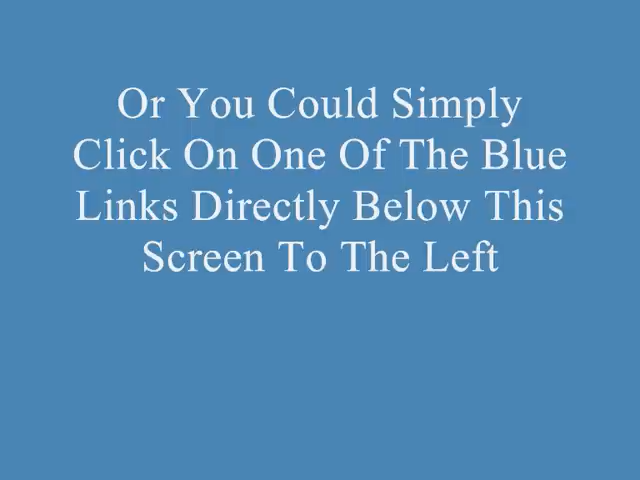 Or You Could Simply
Click On One Of The Blue
Links Directly Below This
Screen To The Left